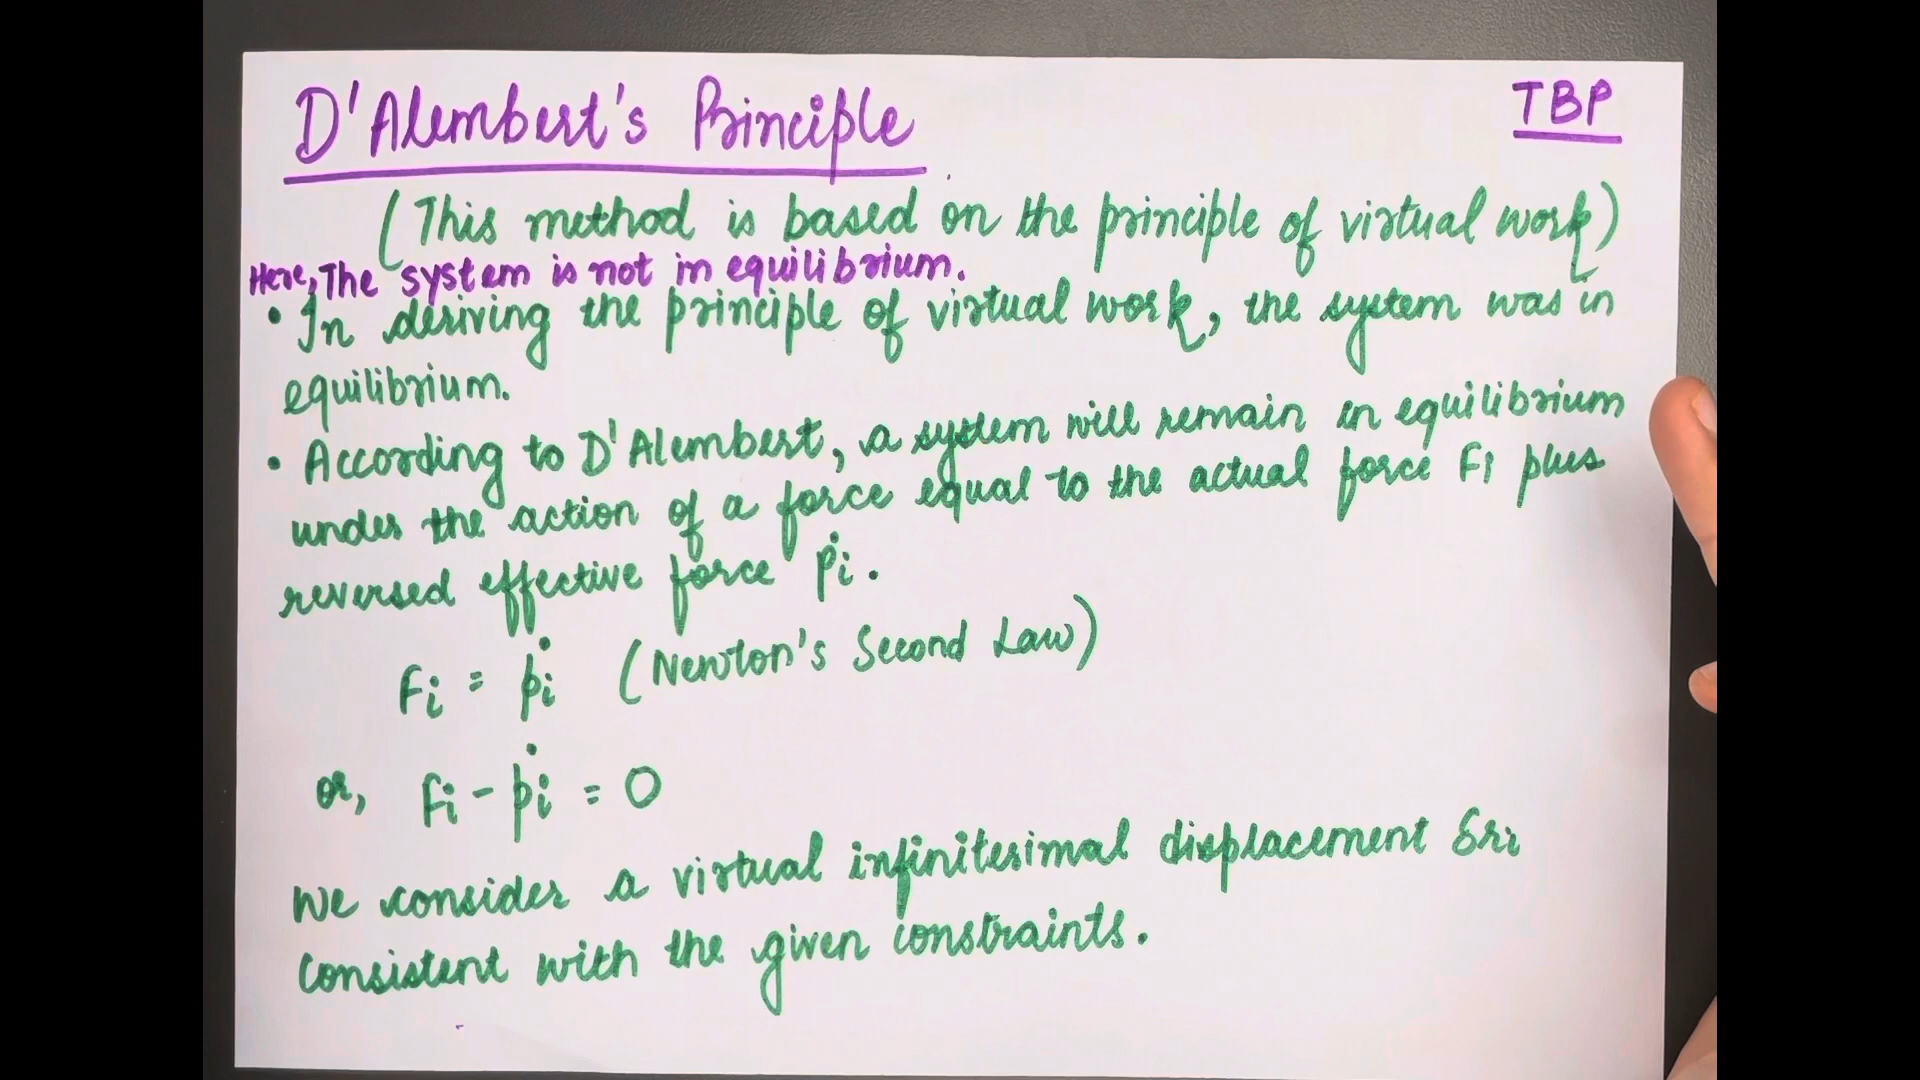 D'Alembert's Principle
TBP
(This method is based on the principle of virtual work)
Here, The system is not in equilibrium.
• In deriving the principle of virtual work, the system was in
equilibrium.
• According to D'Alembert, a system will remain in equilibrium
under the action of a force equal to the actual force Fi plus
reversed effective force ṗi.
Fi = ṗi (Newton's Second Law)
or, Fi - ṗi = 0
We consider a virtual infinitesimal displacement δri
consistent with the given constraints.